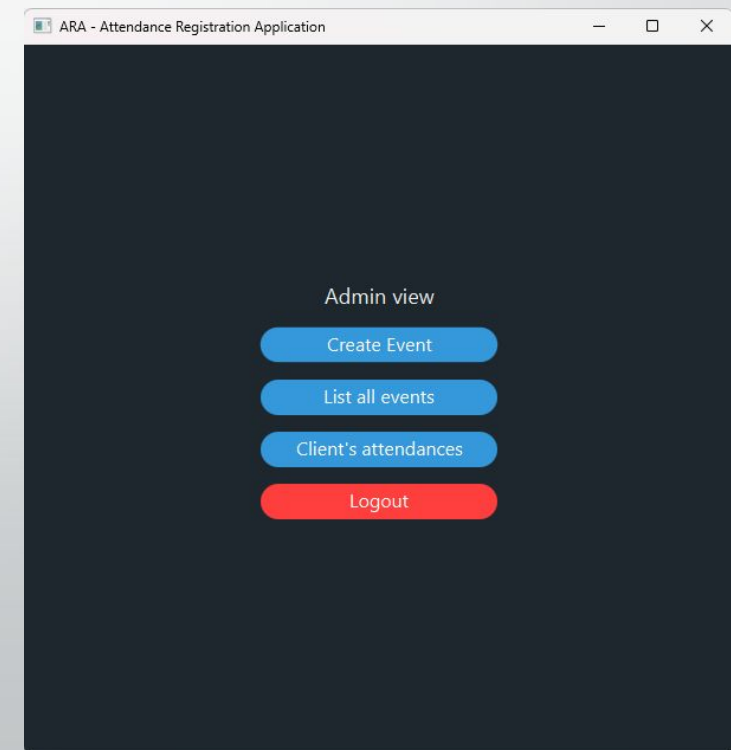 ARA - Attendance Registration Application
Admin view
Create Event
List all events
Client's attendances
Logout